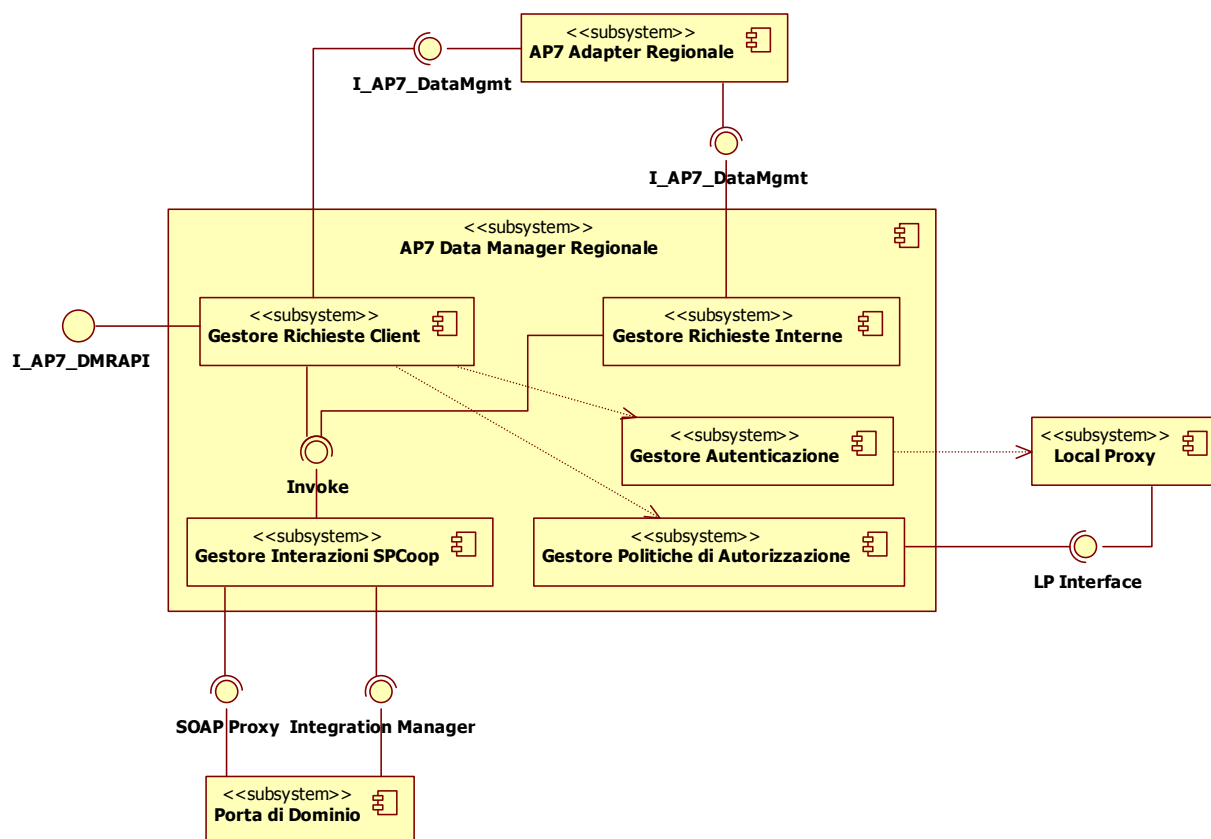 <<subsystem>>
AP7 Adapter Regionale
I_AP7_DataMgmt
I_AP7_DataMgmt
<<subsystem>>
AP7 Data Manager Regionale
<<subsystem>>
Gestore Richieste Client
<<subsystem>>
Gestore Richieste Interne
I_AP7_DMRAPI
<<subsystem>>
Gestore Autenticazione
<<subsystem>>
Local Proxy
Invoke
<<subsystem>>
Gestore Interazioni SPCoop
<<subsystem>>
Gestore Politiche di Autorizzazione
LP Interface
SOAP Proxy
Integration Manager
<<subsystem>>
Porta di Dominio